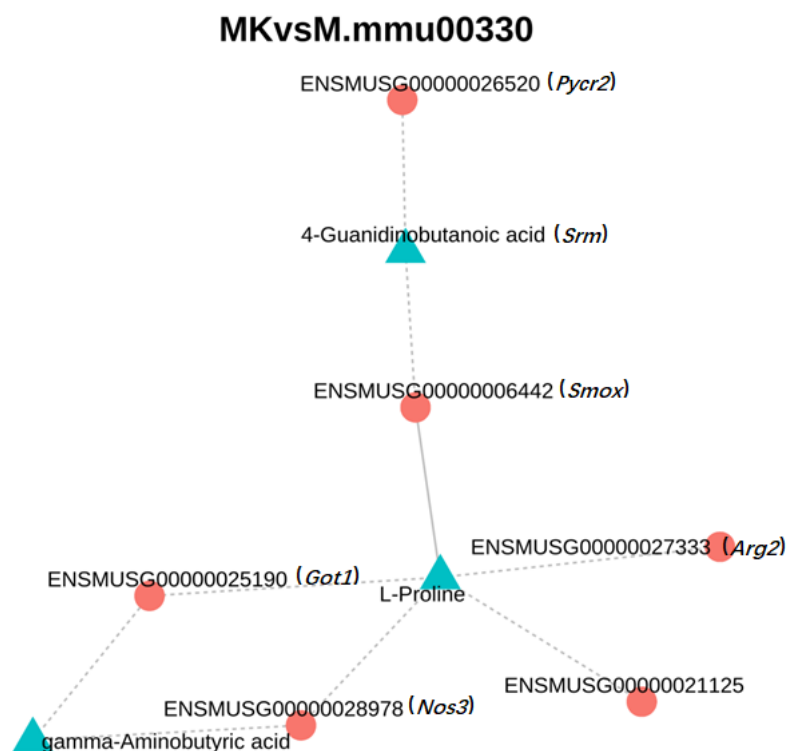 MKvsM.mmu00330
ENSMUSG00000026520 (Pycr2)
4-Guanidinobutanoic acid (Srm)
ENSMUSG00000006442 (Smox)
ENSMUSG00000027333 (Arg2)
ENSMUSG00000025190 (Got1)
L-Proline
ENSMUSG00000021125
ENSMUSG00000028978 (Nos3)
gamma-Aminobutyric acid